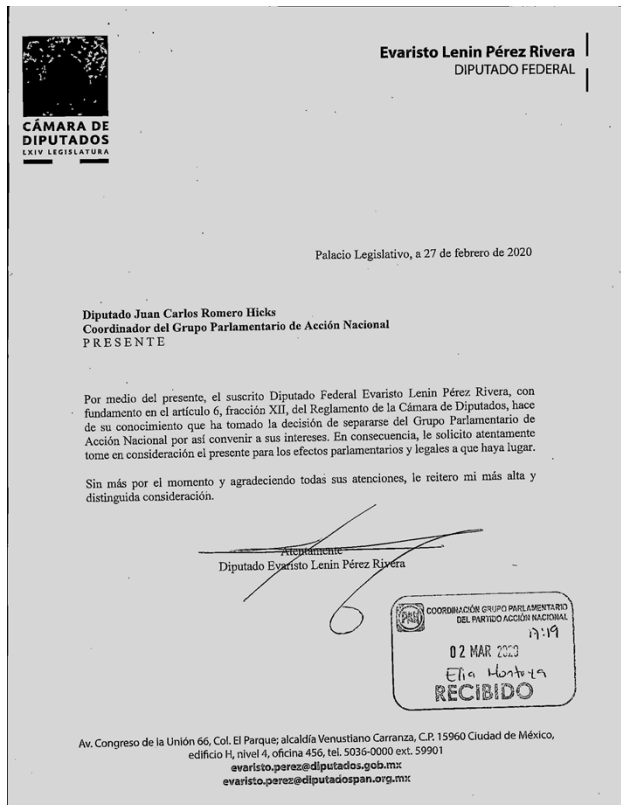 Evaristo Lenin Pérez Rivera
DIPUTADO FEDERAL
CÁMARA DE
DIPUTADOS
LXIV LEGISLATURA
Palacio Legislativo, a 27 de febrero de 2020
Diputado Juan Carlos Romero Hicks
Coordinador del Grupo Parlamentario de Acción Nacional
PRESENTE
Por medio del presente, el suscrito Diputado Federal Evaristo Lenin Pérez Rivera, con
fundamento en el artículo 6, fracción XII, del Reglamento de la Cámara de Diputados, hace
de su conocimiento que ha tomado la decisión de separarse del Grupo Parlamentario de
Acción Nacional por así convenir a sus intereses. En consecuencia, le solicito atentamente
tome en consideración el presente para los efectos parlamentarios y legales a que haya lugar.
Sin más por el momento y agradeciendo todas sus atenciones, le reitero mi más alta y
distinguida consideración.
Atentamente
Diputado Evaristo Lenin Pérez Rivera
COORDINACIÓN GRUPO PARLAMENTARIO
DEL PARTIDO ACCIÓN NACIONAL
17:19
02 MAR 2020
Elia Montoya
RECIBIDO
Av. Congreso de la Unión 66, Col. El Parque; alcaldía Venustiano Carranza, C.P. 15960 Ciudad de México,
edificio H, nivel 4, oficina 456, tel. 5036-0000 ext. 59901
evaristo.perez@diputados.gob.mx
evaristo.perez@diputadospan.org.mx